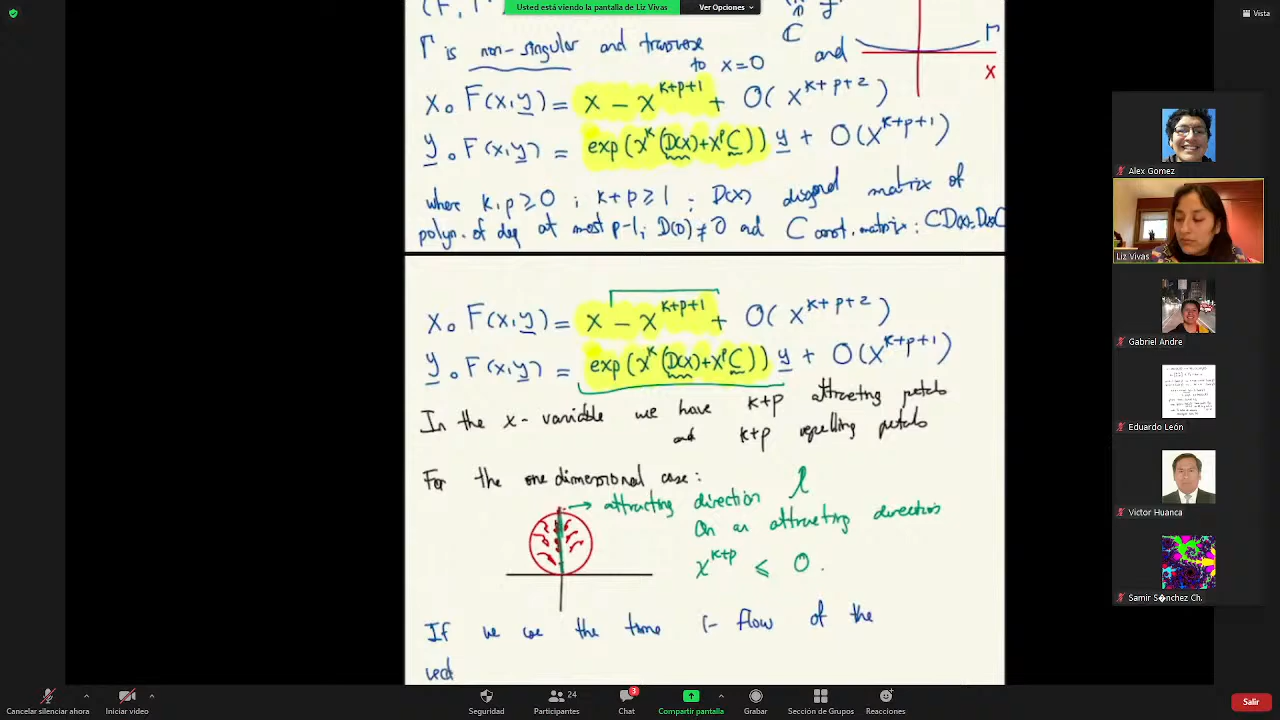 Usted está viendo la pantalla de Liz Vivas
Ver Opciones
Vista
Γ is non-singular and transverse to x=0
C and
Γ
x
x∘F(x,y) = x - x^{k+p+1} + O(x^{k+p+2})
y∘F(x,y) = exp(x^k(D(x)+x^p C)) y + O(x^{k+p+1})
where k,p ≥ 0 ; k+p ≥ 1 ; D(x) diagonal matrix of
polyn. of deg at most p-1; D(0) ≠ 0 and C const. matrix: CD(x)=D(x)C
x∘F(x,y) = x - x^{k+p+1} + O(x^{k+p+2})
y∘F(x,y) = exp(x^k(D(x)+x^p C)) y + O(x^{k+p+1})
In the x-variable we have k+p attracting petals
and k+p repelling petals
For the one dimensional case:
→ attracting direction l
On an attracting direction
x^{k+p} ≤ 0.
If we use the time 1- flow of the
vect
Alex Gomez
Liz Vivas
Gabriel Andre
Eduardo León
Victor Huanca
Samir S�nchez Ch.
Cancelar silenciar ahora
Iniciar video
Seguridad
Participantes
24
Chat
3
Compartir pantalla
Grabar
Sección de Grupos
Reacciones
Salir